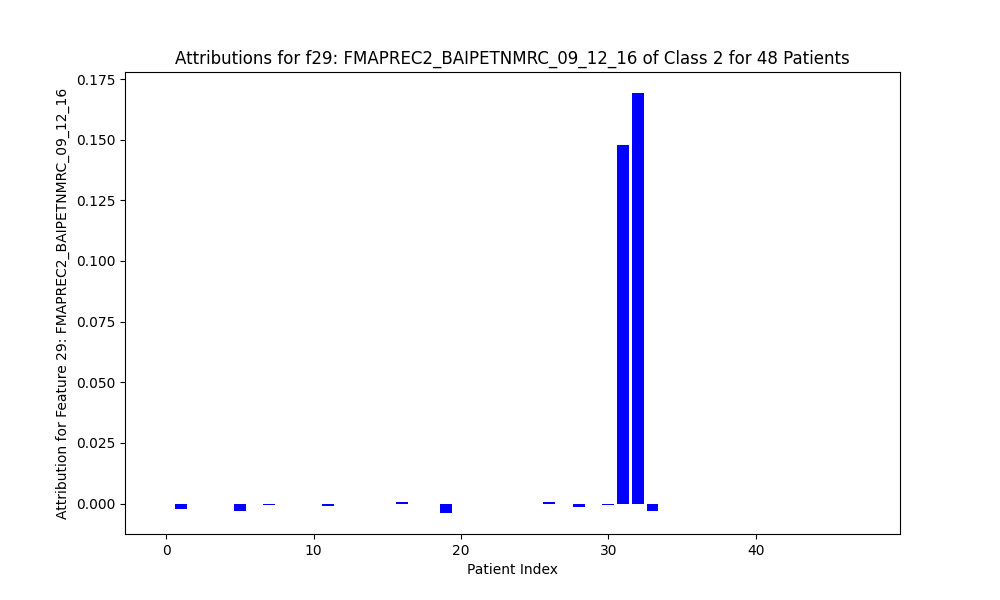 Attributions for f29: FMAPREC2_BAIPETNMRC_09_12_16 of Class 2 for 48 Patients
Attribution for Feature 29: FMAPREC2_BAIPETNMRC_09_12_16
0.175
0.150
0.125
0.100
0.075
0.050
0.025
0.000
0 10 20 30 40
Patient Index